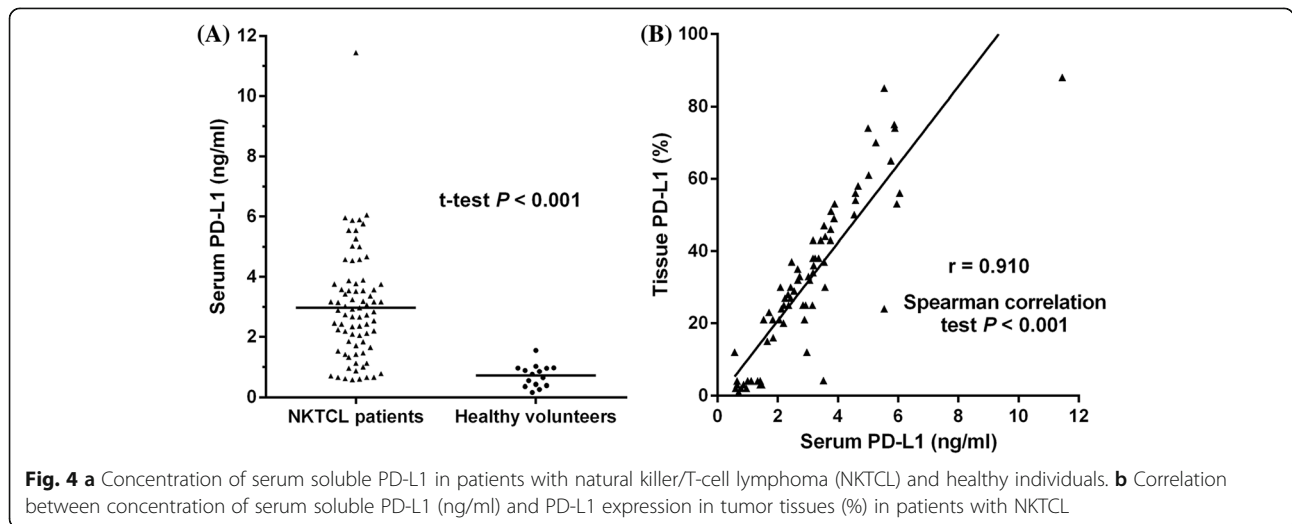 (A)
12
10
8
6
4
2
0
Serum PD-L1 (ng/ml)
t-test P < 0.001
NKTCL patients
Healthy volunteers
(B)
100
80
60
40
20
0
Tissue PD-L1 (%)
r = 0.910
Spearman correlation
test P < 0.001
0 2 4 6 8 10 12
Serum PD-L1 (ng/ml)
Fig. 4 a Concentration of serum soluble PD-L1 in patients with natural killer/T-cell lymphoma (NKTCL) and healthy individuals. b Correlation
between concentration of serum soluble PD-L1 (ng/ml) and PD-L1 expression in tumor tissues (%) in patients with NKTCL